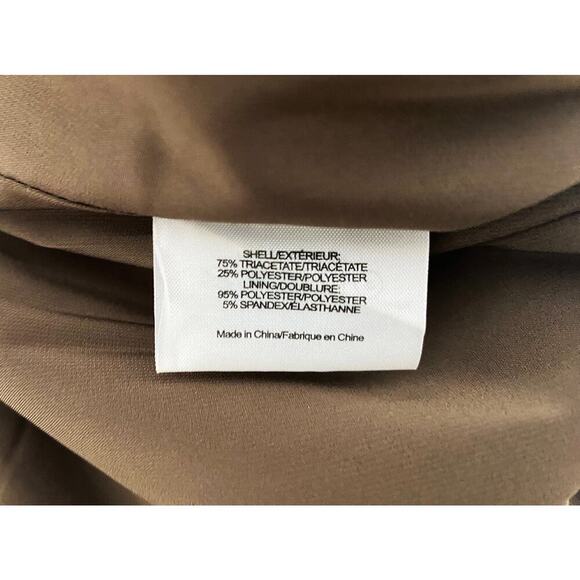 SHELL/EXTÉRIEUR:
75% TRIACETATE/TRIACÉTATE
25% POLYESTER/POLYESTER
LINING/DOUBLURE:
95% POLYESTER/POLYESTER
5% SPANDEX/ÉLASTHANNE
Made in China/Fabrique en Chine